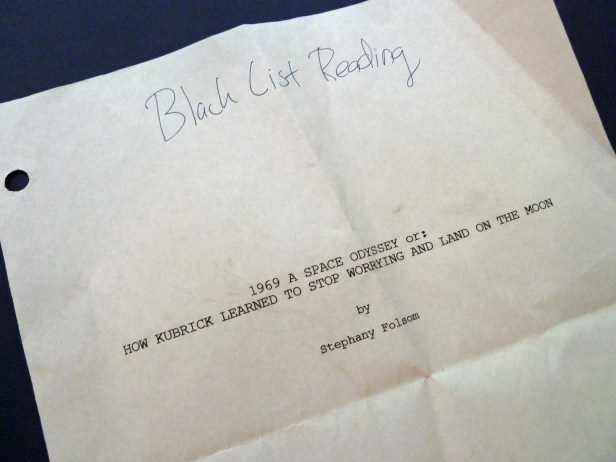 Black List Reading
1969 A SPACE ODYSSEY or:
HOW KUBRICK LEARNED TO STOP WORRYING AND LAND ON THE MOON
by
Stephany Folsom